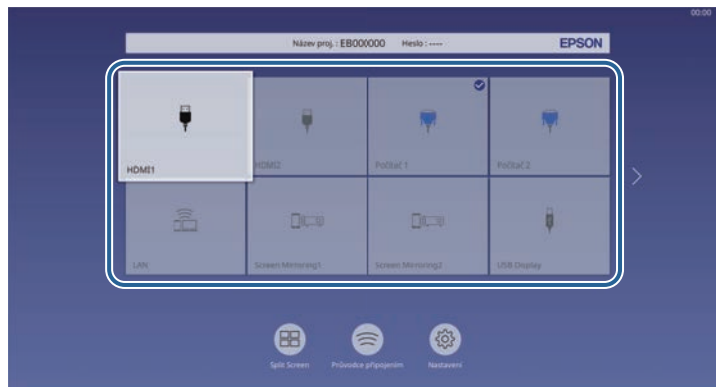 00:00
Název proj. : EB000000 Heslo : ---- EPSON
HDMI1 HDMI2 Počítač 1 Počítač 2
LAN Screen Mirroring1 Screen Mirroring2 USB Display
Split Screen Průvodce připojením Nastavení